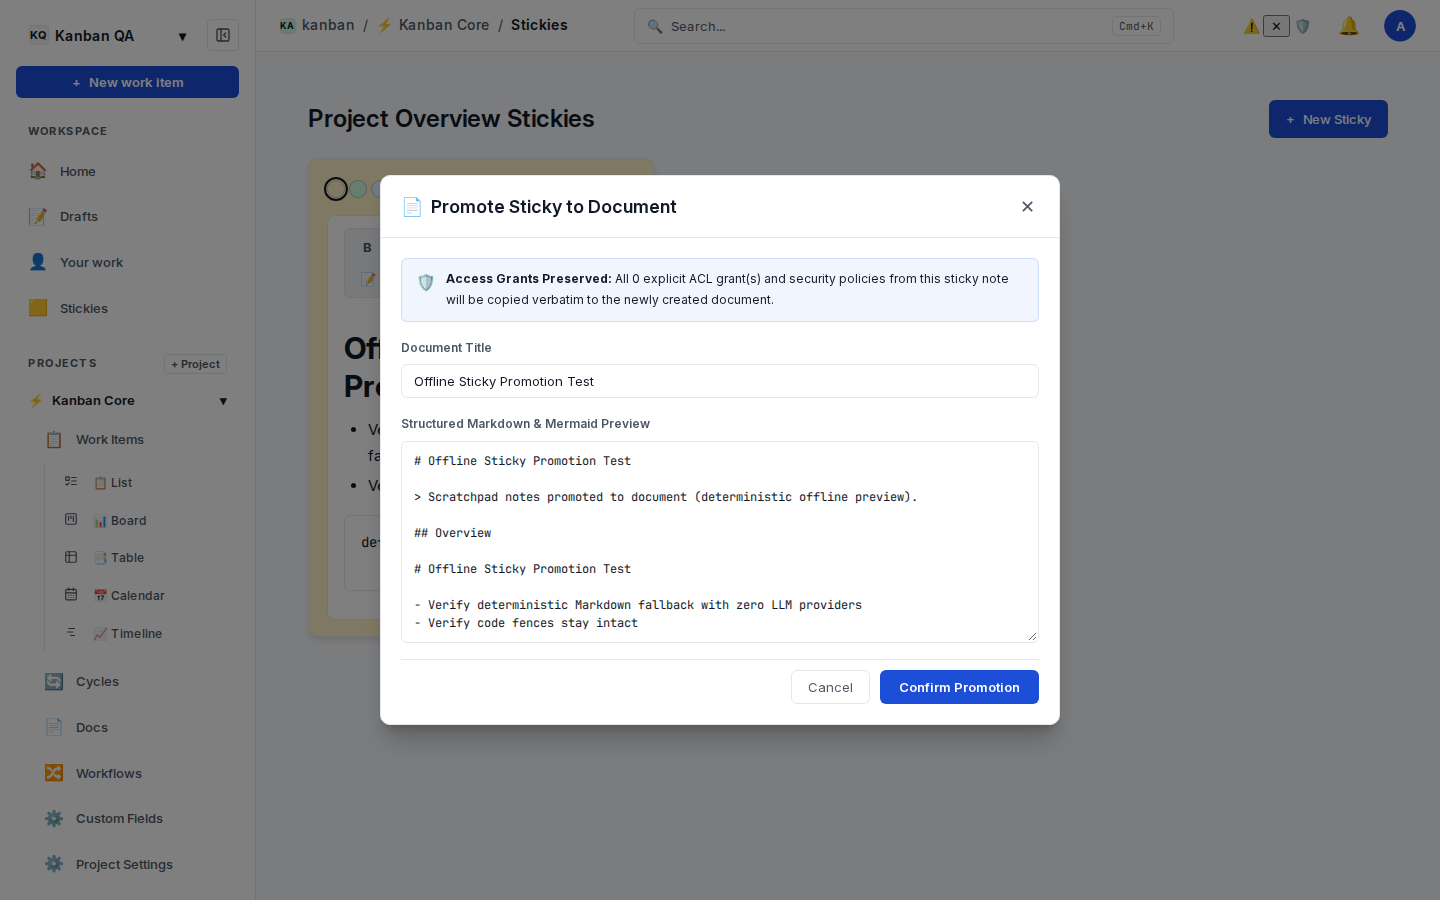 KQ Kanban QA ▾
+ New work item
WORKSPACE
🏠 Home
📝 Drafts
👤 Your work
🟨 Stickies
PROJECTS
+ Project
⚡ Kanban Core ▾
📋 Work Items
📋 List
📊 Board
📑 Table
📅 Calendar
📈 Timeline
🔄 Cycles
📄 Docs
🔀 Workflows
⚙️ Custom Fields
⚙️ Project Settings
KA kanban / ⚡ Kanban Core / Stickies
🔍 Search... Cmd+K
⚠️ ✕ 🛡️ 🔔 A
Project Overview Stickies
+ New Sticky
B
📝
📄 Promote Sticky to Document ✕
🛡️ Access Grants Preserved: All 0 explicit ACL grant(s) and security policies from this sticky note
will be copied verbatim to the newly created document.
Document Title
Offline Sticky Promotion Test
Structured Markdown & Mermaid Preview
# Offline Sticky Promotion Test
> Scratchpad notes promoted to document (deterministic offline preview).
## Overview
# Offline Sticky Promotion Test
- Verify deterministic Markdown fallback with zero LLM providers
- Verify code fences stay intact
Cancel
Confirm Promotion